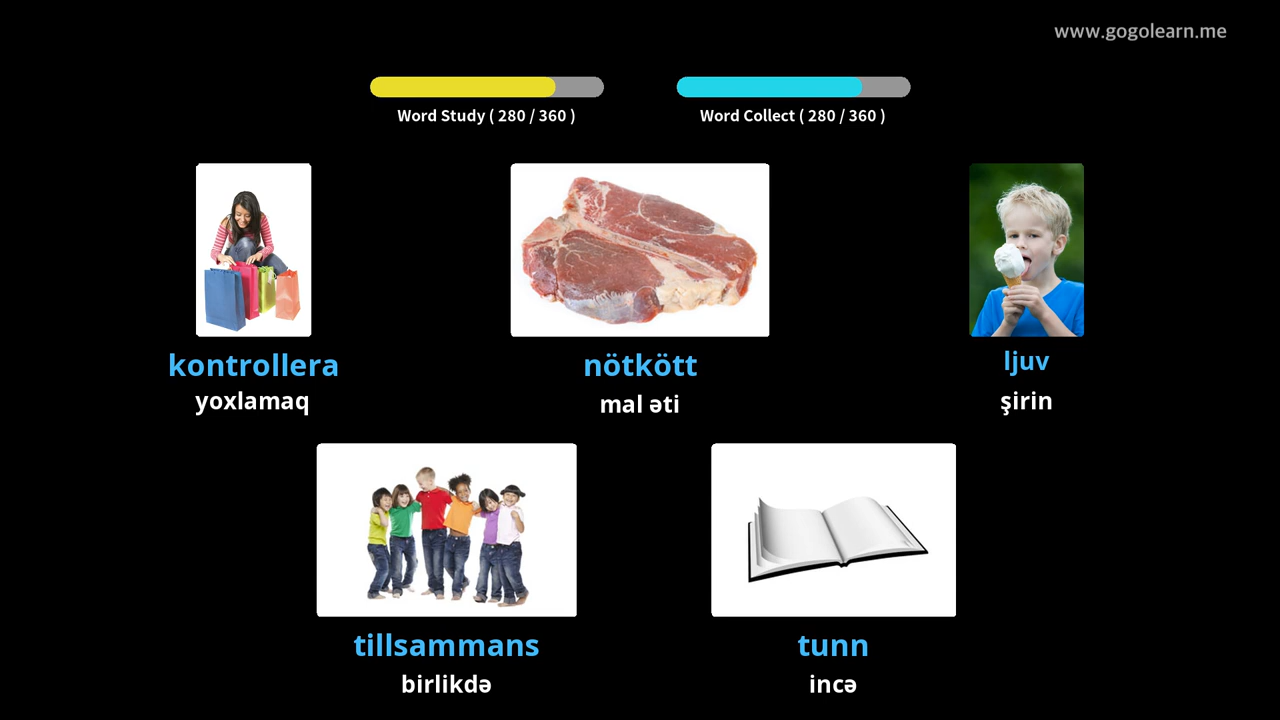 www.gogolearn.me
Word Study ( 280 / 360 )
Word Collect ( 280 / 360 )
kontrollera
yoxlamaq
nötkött
mal əti
ljuv
şirin
tillsammans
birlikdə
tunn
incə